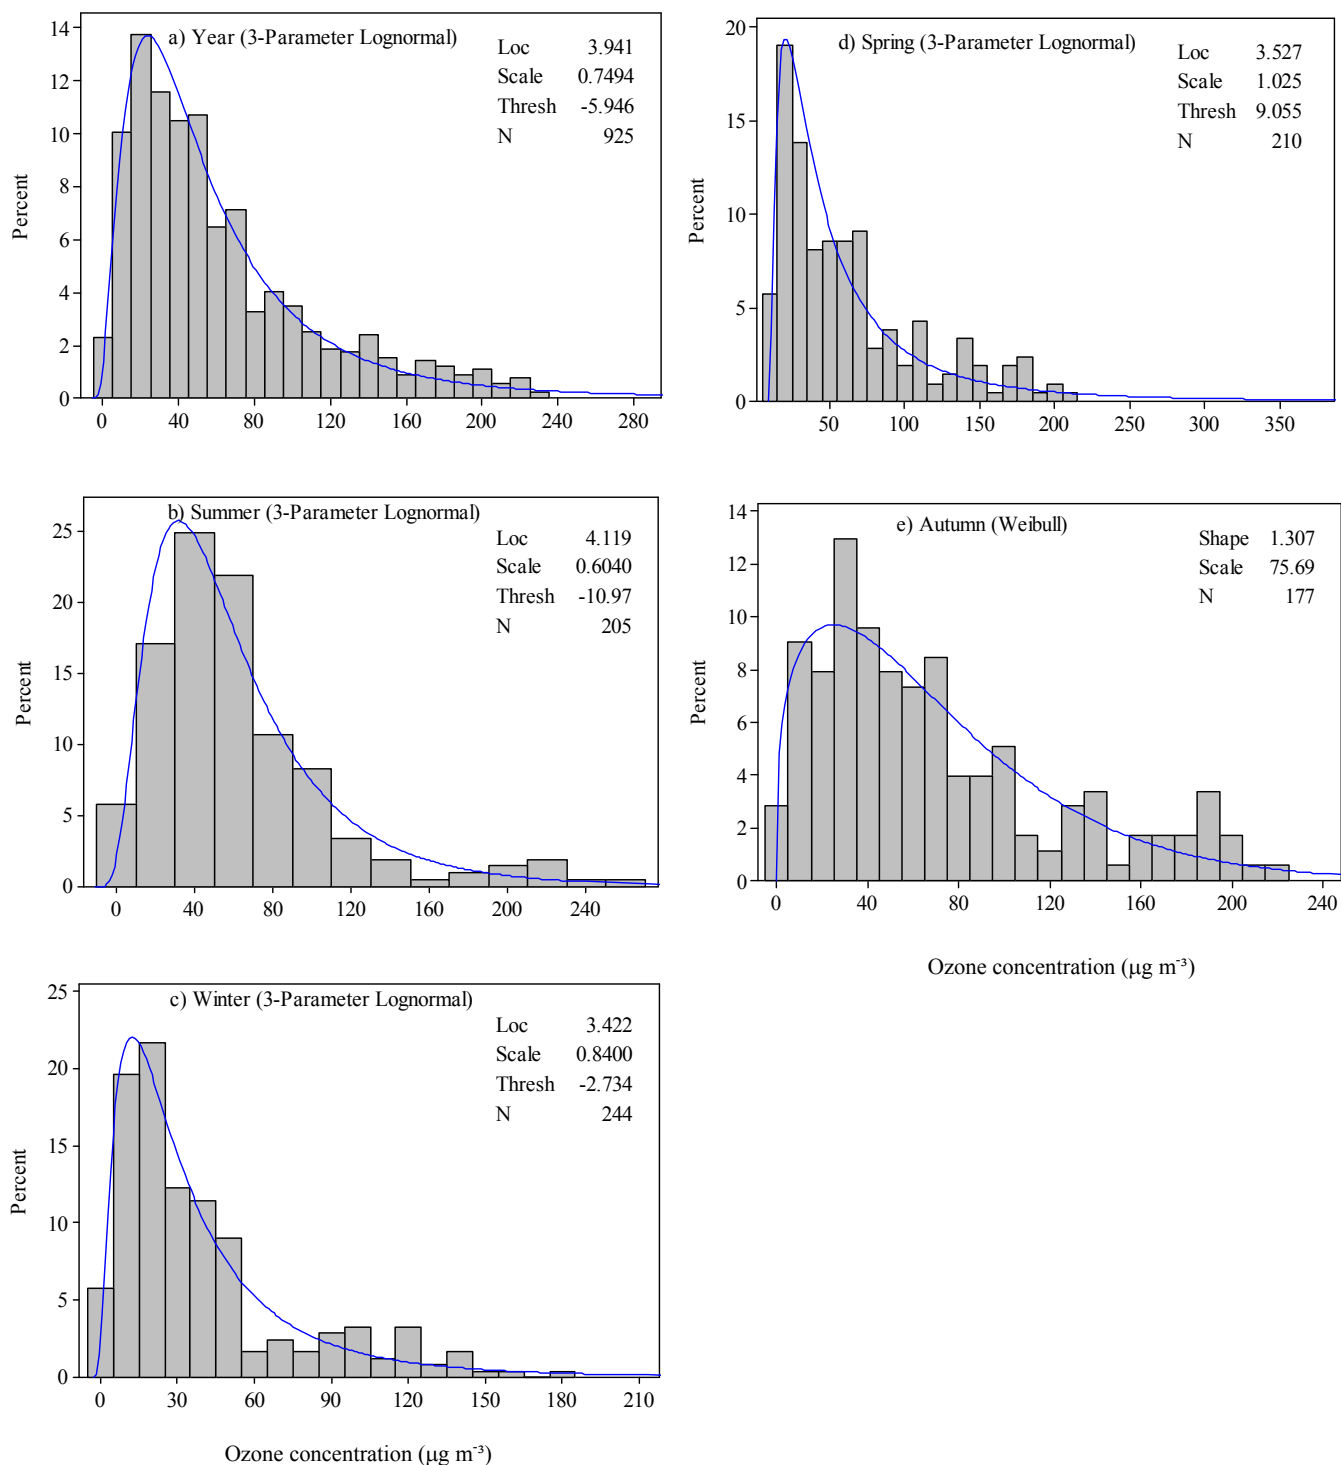 a) Year (3-Parameter Lognormal)
Loc 3.941
Scale 0.7494
Thresh -5.946
N 925
Percent
14
12
10
8
6
4
2
0
0 40 80 120 160 200 240 280
b) Summer (3-Parameter Lognormal)
Loc 4.119
Scale 0.6040
Thresh -10.97
N 205
Percent
25
20
15
10
5
0
0 40 80 120 160 200 240
c) Winter (3-Parameter Lognormal)
Loc 3.422
Scale 0.8400
Thresh -2.734
N 244
Percent
25
20
15
10
5
0
0 30 60 90 120 150 180 210
Ozone concentration (μg m⁻³)
d) Spring (3-Parameter Lognormal)
Loc 3.527
Scale 1.025
Thresh 9.055
N 210
Percent
20
15
10
5
0
50 100 150 200 250 300 350
e) Autumn (Weibull)
Shape 1.307
Scale 75.69
N 177
Percent
14
12
10
8
6
4
2
0
0 40 80 120 160 200 240
Ozone concentration (μg m⁻³)